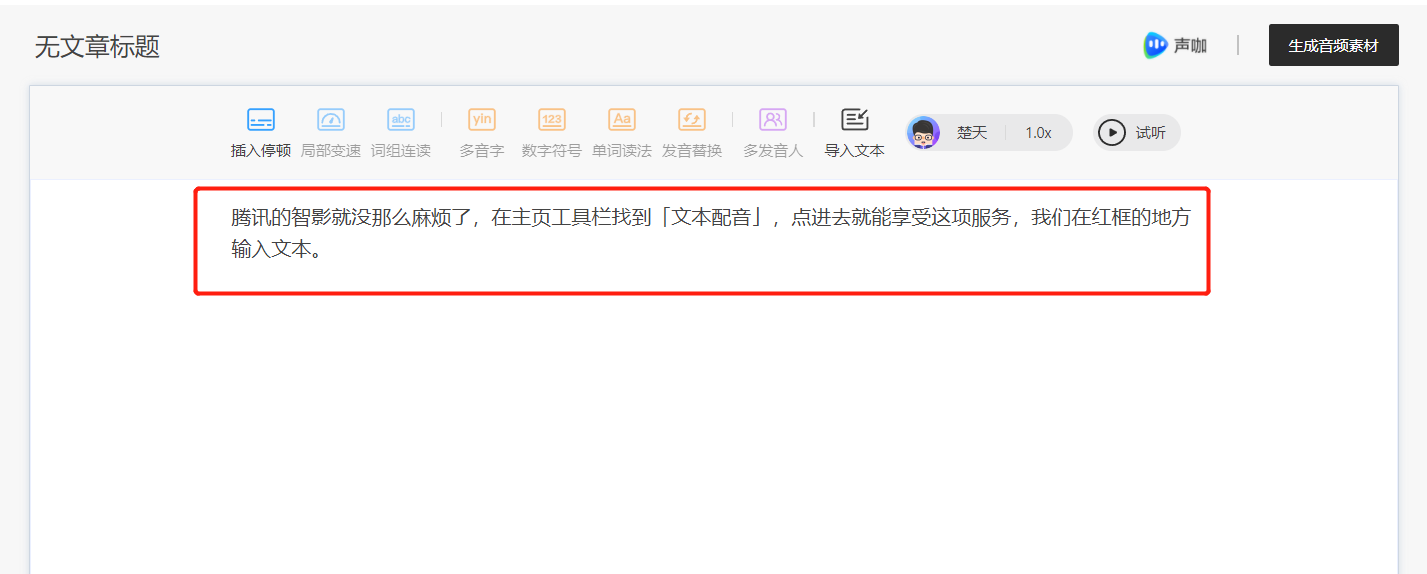 无文章标题
声咖
生成音频素材
abc
yin
123
Aa
插入停顿 局部变速 词组连读 多音字 数字符号 单词读法 发音替换 多发音人 导入文本 楚天 1.0x 试听
腾讯的智影就没那么麻烦了，在主页工具栏找到「文本配音」，点进去就能享受这项服务，我们在红框的地方
输入文本。